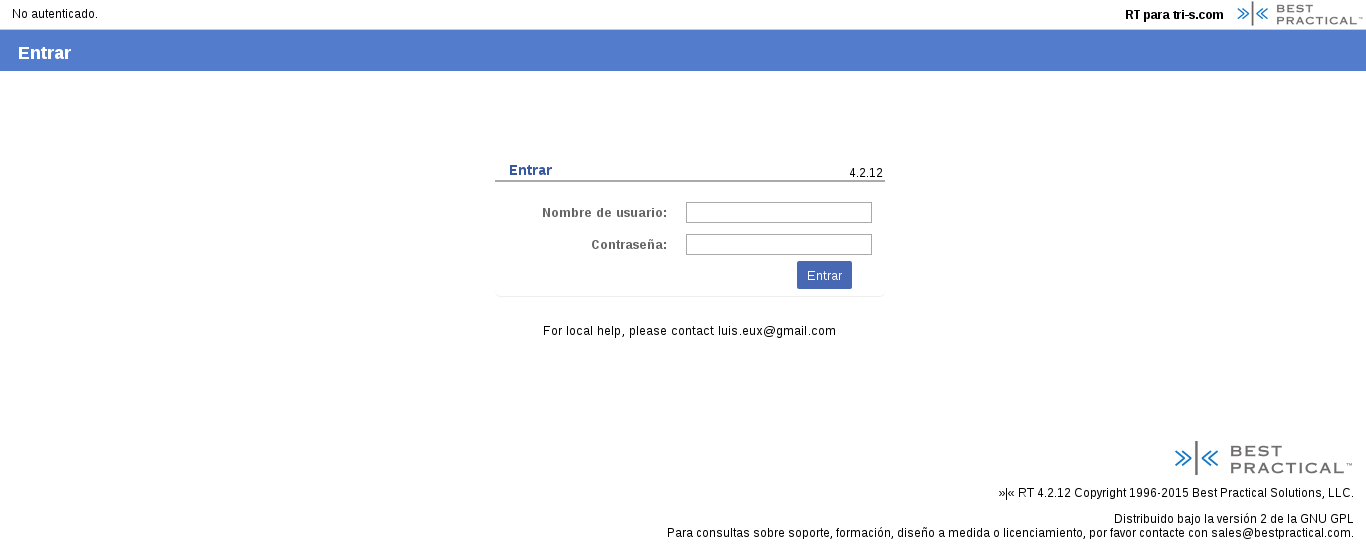 No autenticado.
RT para tri-s.com
BEST
PRACTICAL™
Entrar
Entrar
4.2.12
Nombre de usuario:
Contraseña:
Entrar
For local help, please contact luis.eux@gmail.com
BEST
PRACTICAL™
»|« RT 4.2.12 Copyright 1996-2015 Best Practical Solutions, LLC.
Distribuido bajo la versión 2 de la GNU GPL
Para consultas sobre soporte, formación, diseño a medida o licenciamiento, por favor contacte con sales@bestpractical.com.